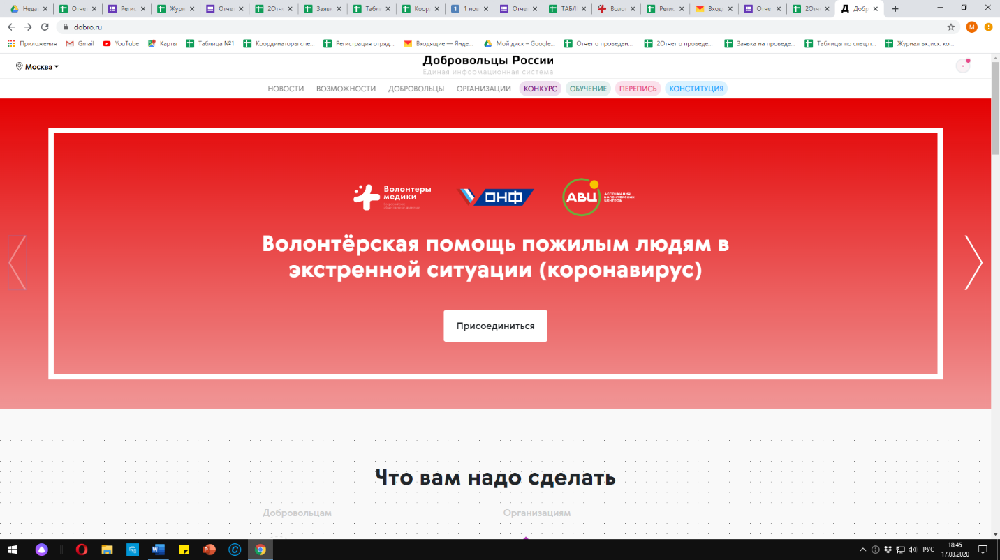 Неда
Отче
Регис
Журн
Отче
2Отч
Заяв
Табл
Коор
1 нов
Отче
ТАБЛ
Воло
Регис
Вход
Отче
2Отч
Добр
dobro.ru
М
Приложения
Gmail
YouTube
Карты
Таблица №1
Координаторы спе...
Регистрация отряд...
Входящие — Янде...
Мой диск – Google...
Отчет о проведен...
2Отчет о проведе...
Заявка на проведе...
Таблицы по спец.п...
Журнал вх,исх. ко...
Москва
Добровольцы России
Единая информационная система
НОВОСТИ ВОЗМОЖНОСТИ ДОБРОВОЛЬЦЫ ОРГАНИЗАЦИИ КОНКУРС ОБУЧЕНИЕ ПЕРЕПИСЬ КОНСТИТУЦИЯ
Волонтеры
медики
ОНФ
АВЦ
АССОЦИАЦИЯ
ВОЛОНТЕРСКИХ
ЦЕНТРОВ
Волонтёрская помощь пожилым людям в
экстренной ситуации (коронавирус)
Присоединиться
Что вам надо сделать
Добровольцам
Организациям
РУС
18:45
17.03.2020